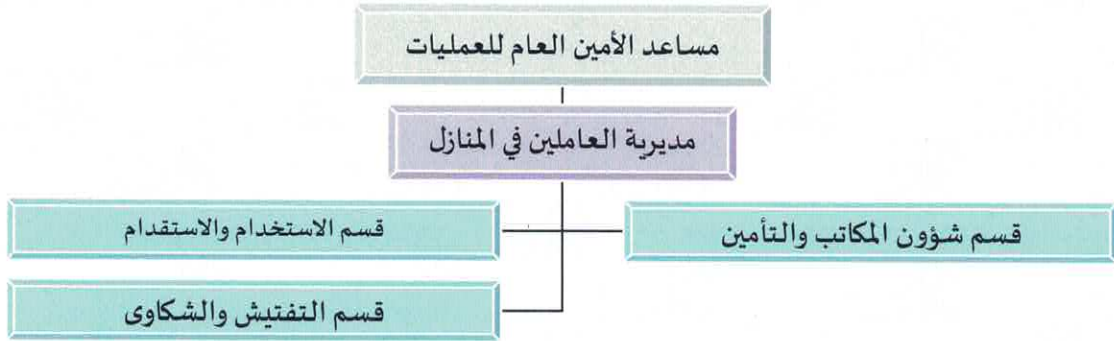 مساعد الأمين العام للعمليات
مديرية العاملين في المنازل
قسم شؤون المكاتب والتأمين
قسم الاستخدام والاستقدام
قسم التفتيش والشكاوى